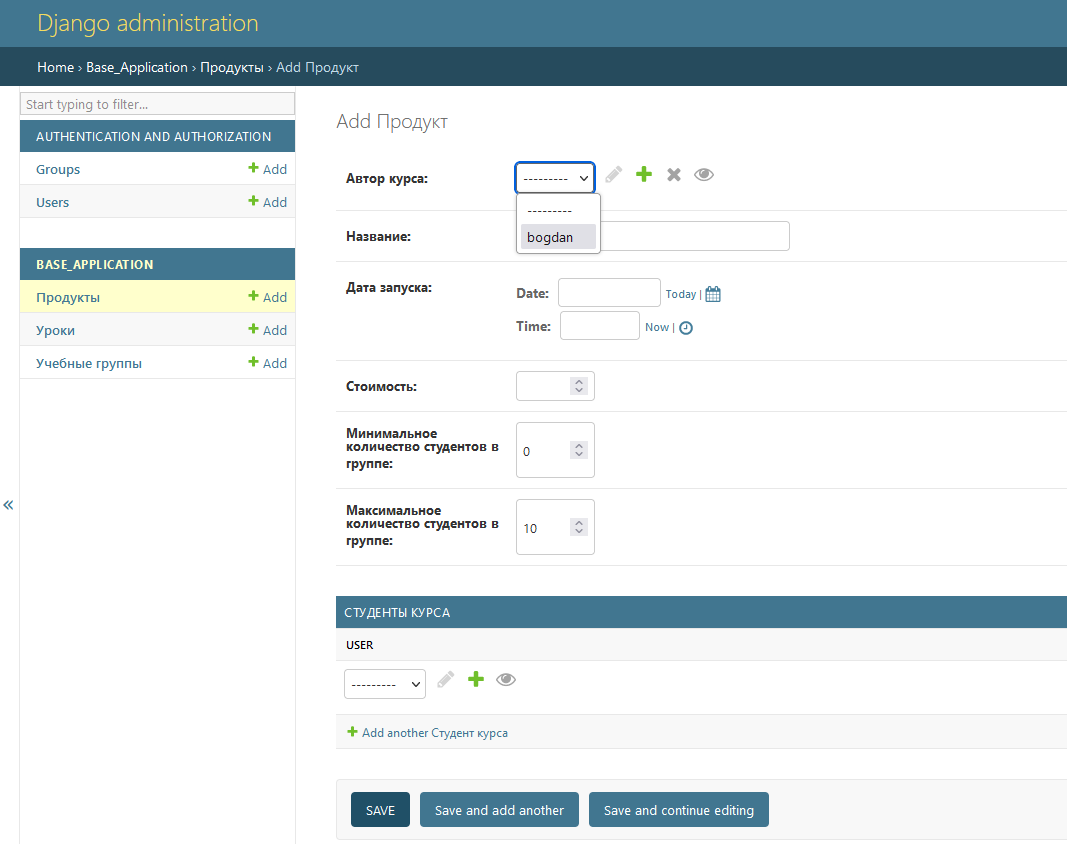 Django administration
Home › Base_Application › Продукты › Add Продукт
Start typing to filter...
AUTHENTICATION AND AUTHORIZATION
Groups Add
Users Add
BASE_APPLICATION
Продукты Add
Уроки Add
Учебные группы Add
«
Add Продукт
Автор курса: ---------
---------
bogdan
Название:
Дата запуска:
Date: Today |
Time: Now |
Стоимость:
Минимальное
количество студентов в
группе:
0
Максимальное
количество студентов в
группе:
10
СТУДЕНТЫ КУРСА
USER
---------
Add another Студент курса
SAVE Save and add another Save and continue editing